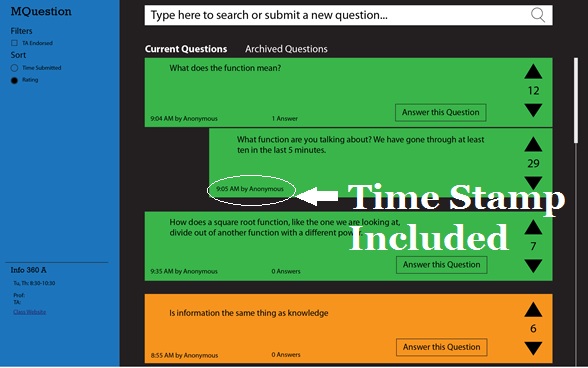 MQuestion
Filters
TA Endorsed
Sort
Time Submitted
Rating
Info 360 A
Tu, Th: 8:30-10:20
Prof:
TA:
Class Website
Type here to search or submit a new question...
Current Questions Archived Questions
What does the function mean?
12
Answer this Question
9:04 AM by Anonymous 1 Answer
What function are you talking about? We have gone through at least
ten in the last 5 minutes.
29
9:05 AM by Anonymous
Time Stamp
Included
How does a square root function, like the one we are looking at,
divide out of another function with a different power.
7
Answer this Question
9:35 AM by Anonymous 0 Answers
Is information the same thing as knowledge
6
Answer this Question
8:55 AM by Anonymous 0 Answers